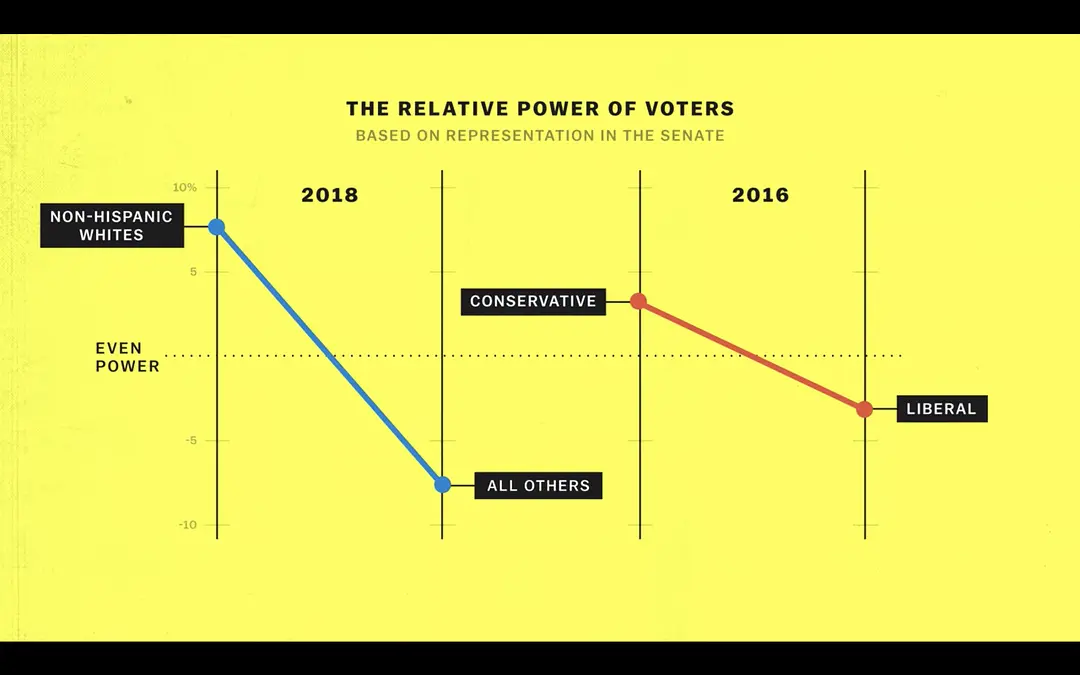 THE RELATIVE POWER OF VOTERS
BASED ON REPRESENTATION IN THE SENATE
10%
2018
2016
NON-HISPANIC
WHITES
5
CONSERVATIVE
EVEN
POWER
LIBERAL
-5
ALL OTHERS
-10